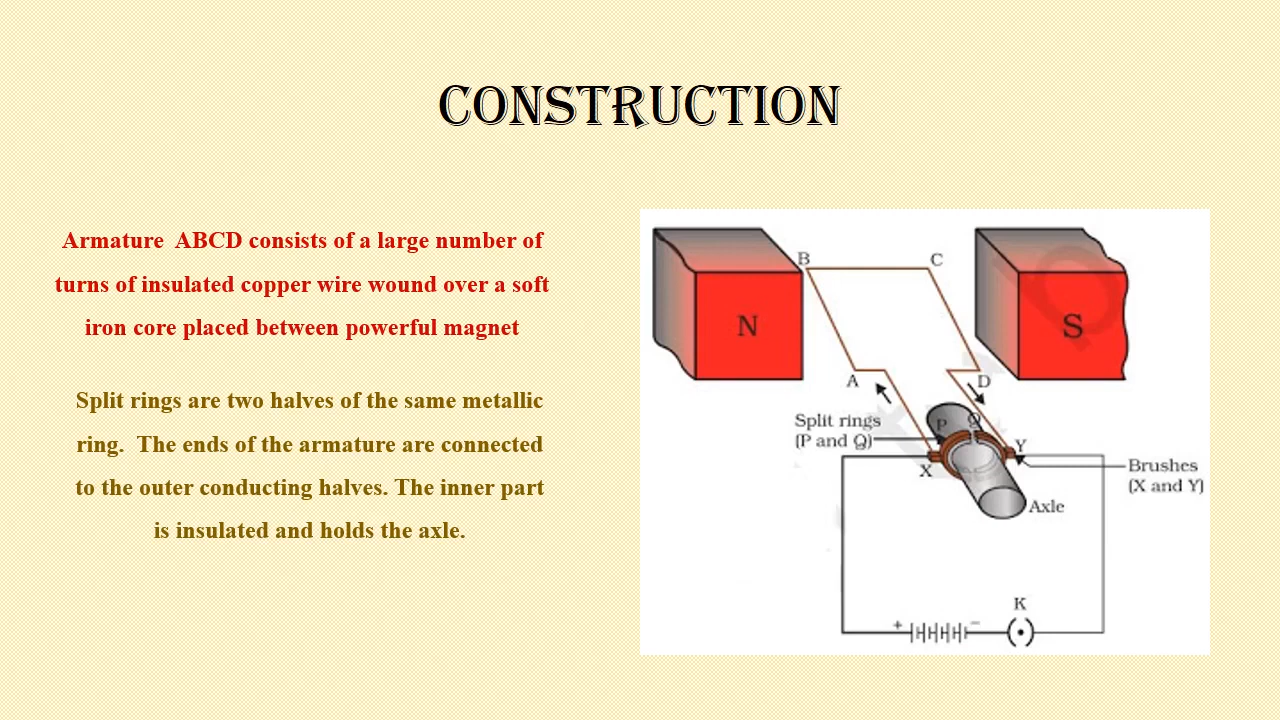 CONSTRUCTION
Armature ABCD consists of a large number of
turns of insulated copper wire wound over a soft
iron core placed between powerful magnet
Split rings are two halves of the same metallic
ring. The ends of the armature are connected
to the outer conducting halves. The inner part
is insulated and holds the axle.
B
C
N
S
A
D
Split rings
(P and Q)
P
Q
X
Y
Brushes
(X and Y)
Axle
K
+
−